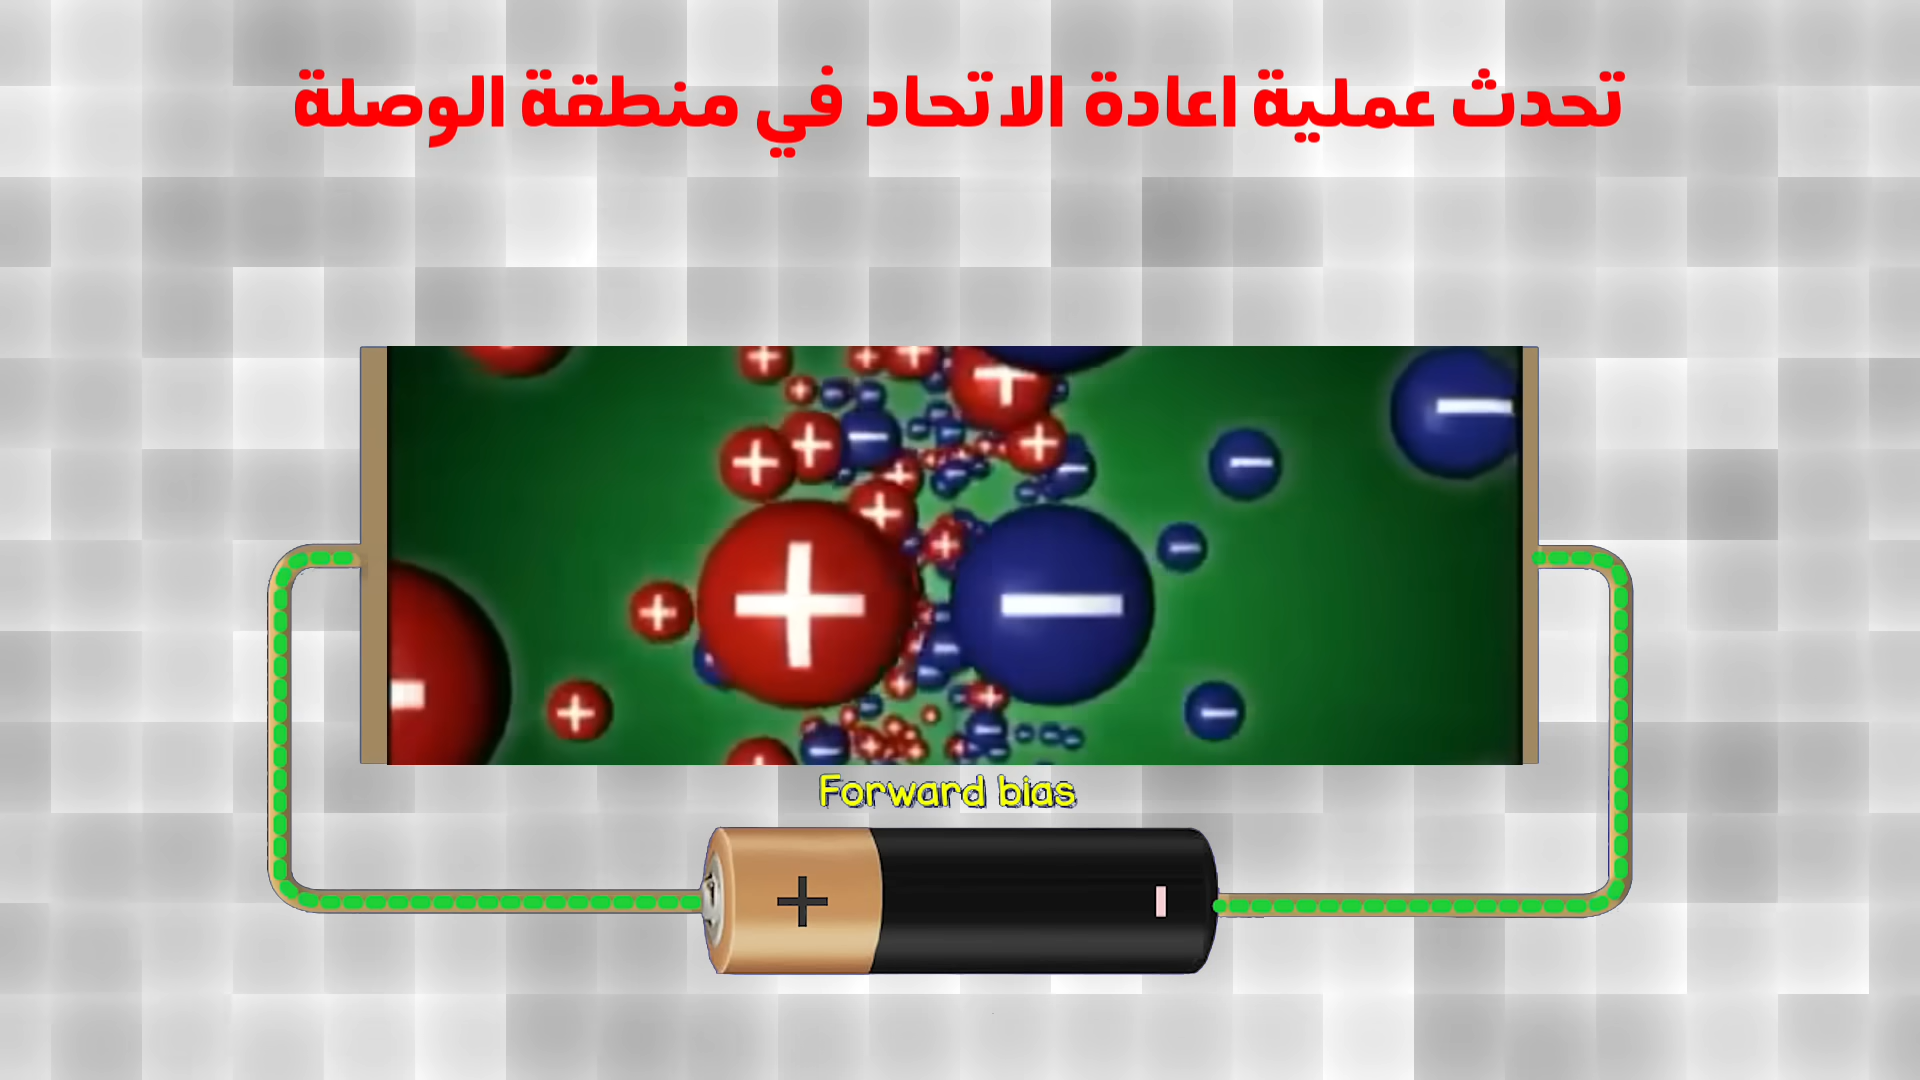 تحدث عملية اعادة الاتحاد في منطقة الوصلة
Forward bias
+ -